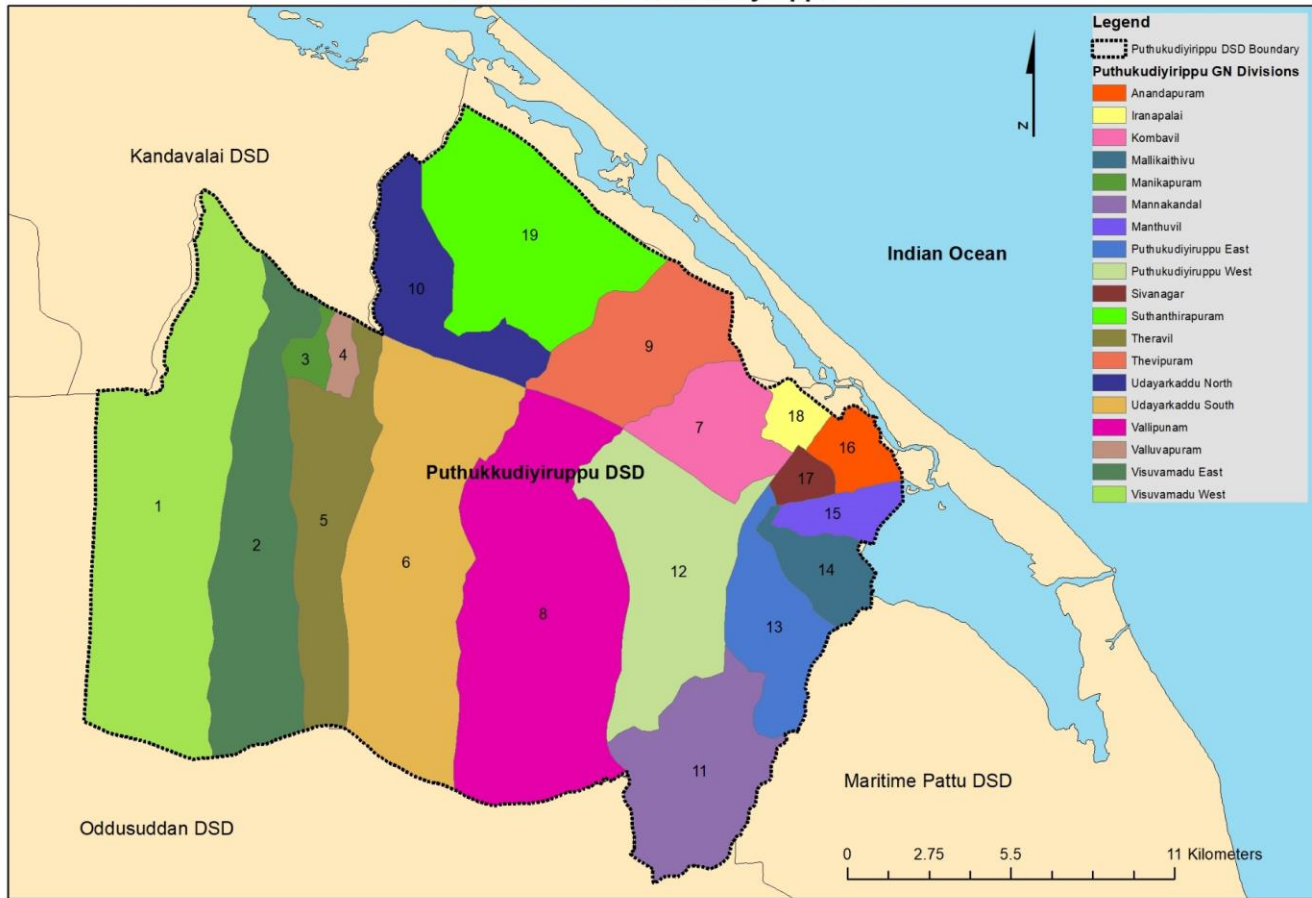 Kandavalai DSD
Indian Ocean
Puthukkudiyiruppu DSD
Oddusuddan DSD
Maritime Pattu DSD
1
2
3
4
5
6
7
8
9
10
11
12
13
14
15
16
17
18
19
N
Legend
Puthukudiyirippu DSD Boundary
Puthukudiyirippu GN Divisions
Anandapuram
Iranapalai
Kombavil
Mallikaithivu
Manikapuram
Mannakandal
Manthuvil
Puthukudiyiruppu East
Puthukudiyiruppu West
Sivanagar
Suthanthirapuram
Theravil
Thevipuram
Udayarkaddu North
Udayarkaddu South
Vallipunam
Valluvapuram
Visuvamadu East
Visuvamadu West
0 2.75 5.5 11 Kilometers